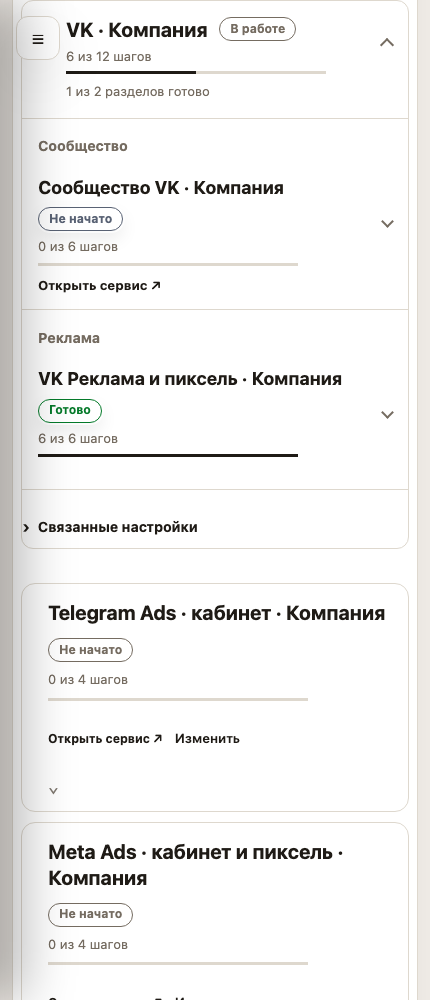 VK · Компания
В работе
6 из 12 шагов
1 из 2 разделов готово
Сообщество
Сообщество VK · Компания
Не начато
0 из 6 шагов
Открыть сервис ↗
Реклама
VK Реклама и пиксель · Компания
Готово
6 из 6 шагов
› Связанные настройки
Telegram Ads · кабинет · Компания
Не начато
0 из 4 шагов
Открыть сервис ↗ Изменить
Meta Ads · кабинет и пиксель ·
Компания
Не начато
0 из 4 шагов